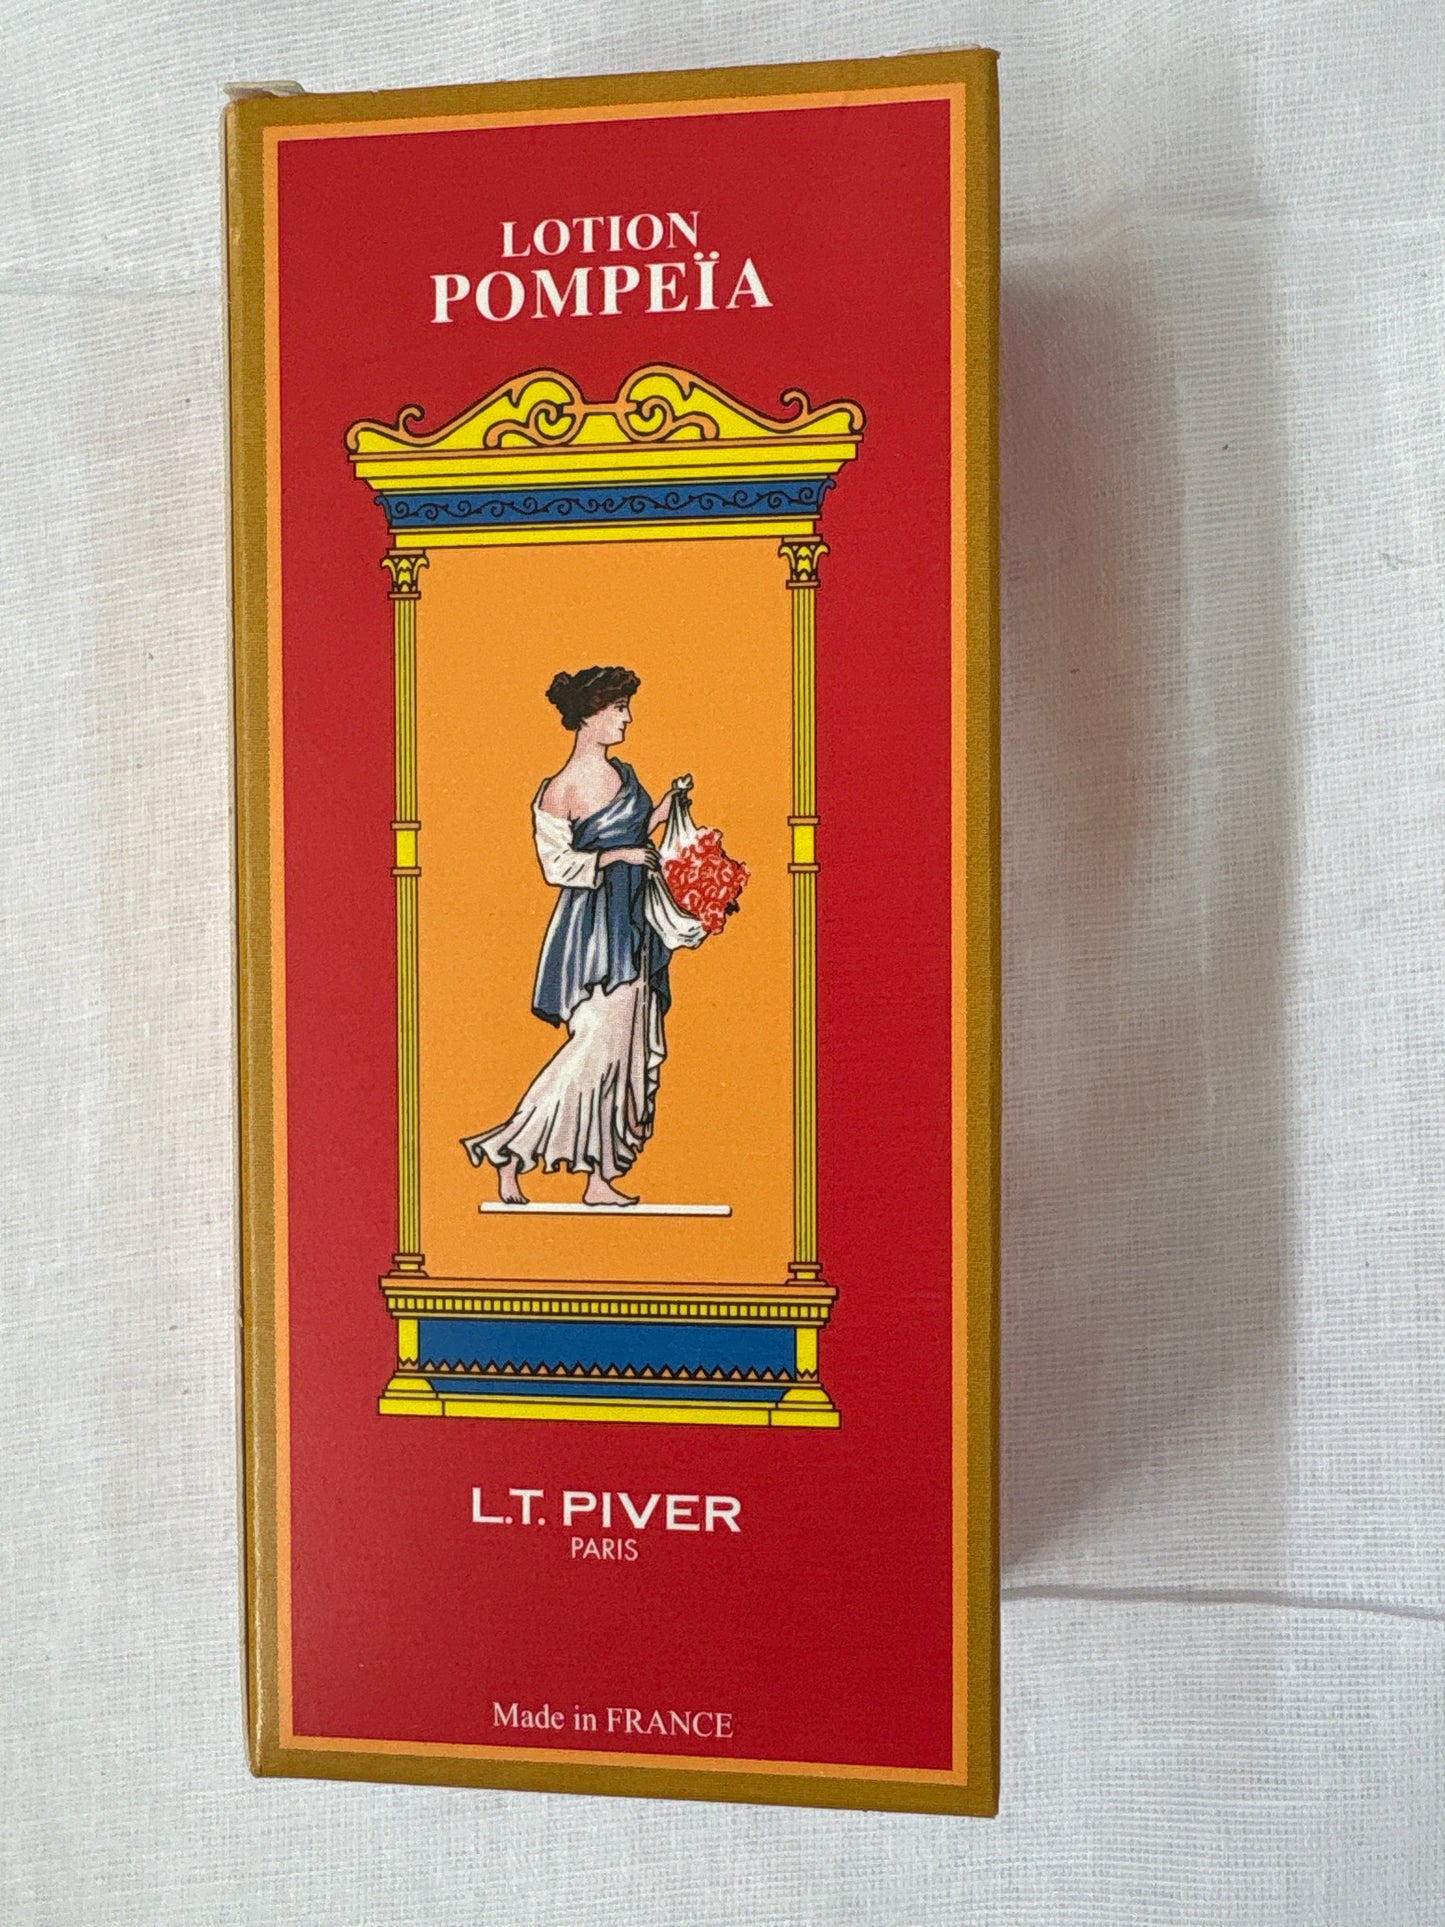 LOTION
POMPEÏA
L.T. PIVER
PARIS
Made in FRANCE